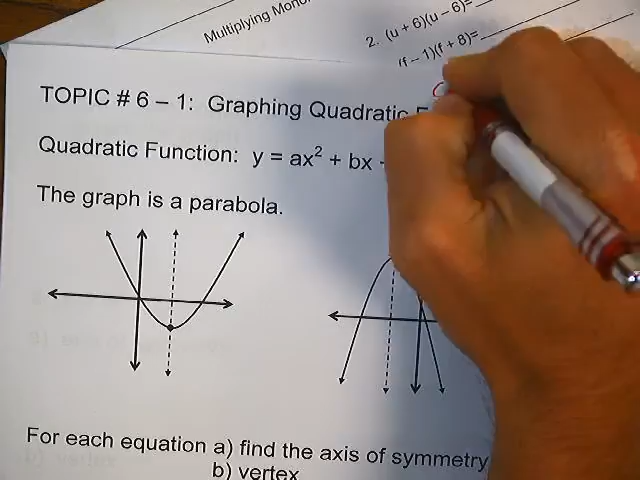 Multiplying
2. (u + 6)(u – 6)=
(f – 1)(f + 8)=
TOPIC # 6 – 1: Graphing Quadratic
Quadratic Function: y = ax² + bx
The graph is a parabola.
For each equation a) find the axis of symmetry
b) vertex